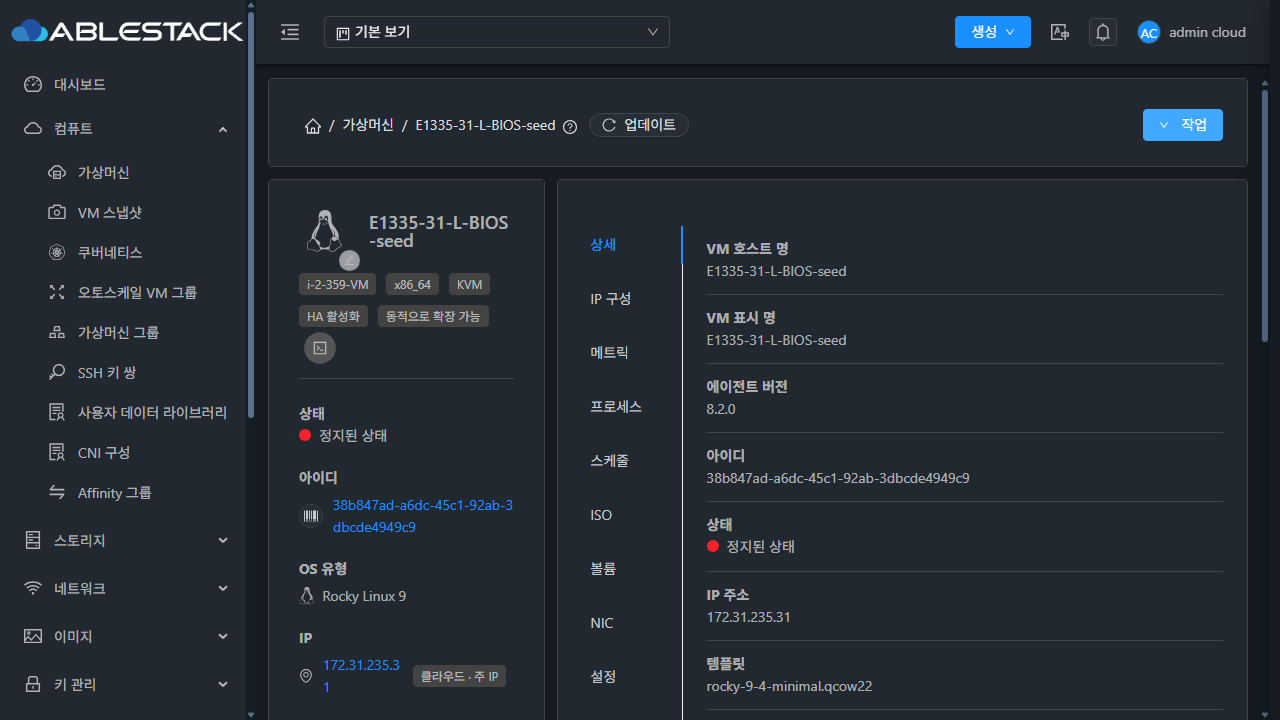 ABLESTACK
기본 보기
생성
AC
admin cloud
대시보드
컴퓨트
가상머신
VM 스냅샷
쿠버네티스
오토스케일 VM 그룹
가상머신 그룹
SSH 키 쌍
사용자 데이터 라이브러리
CNI 구성
Affinity 그룹
스토리지
네트워크
이미지
키 관리
/ 가상머신 / E1335-31-L-BIOS-seed
업데이트
작업
E1335-31-L-BIOS
-seed
i-2-359-VM
x86_64
KVM
HA 활성화
동적으로 확장 가능
상태
정지된 상태
아이디
38b847ad-a6dc-45c1-92ab-3
dbcde4949c9
OS 유형
Rocky Linux 9
IP
172.31.235.3
1
클라우드 · 주 IP
상세
IP 구성
메트릭
프로세스
스케줄
ISO
볼륨
NIC
설정
VM 호스트 명
E1335-31-L-BIOS-seed
VM 표시 명
E1335-31-L-BIOS-seed
에이전트 버전
8.2.0
아이디
38b847ad-a6dc-45c1-92ab-3dbcde4949c9
상태
정지된 상태
IP 주소
172.31.235.31
템플릿
rocky-9-4-minimal.qcow22